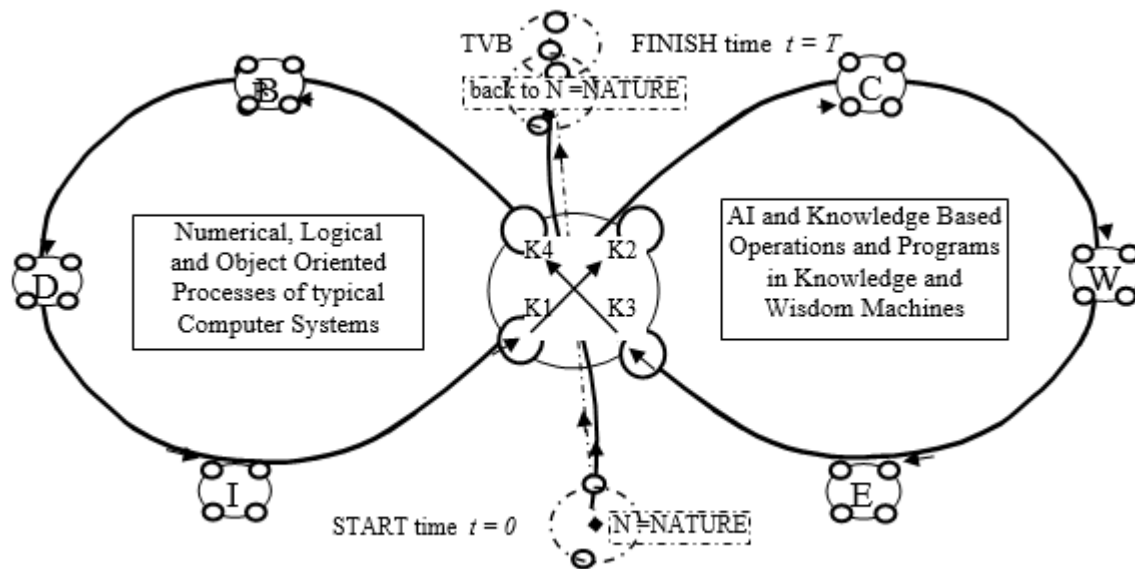 TVB
FINISH time t = T
back to N =NATURE
B
C
Numerical, Logical
and Object Oriented
Processes of typical
Computer Systems
K4 K2
K1 K3
AI and Knowledge Based
Operations and Programs
in Knowledge and
Wisdom Machines
D
W
I
E
START time t = 0
N =NATURE